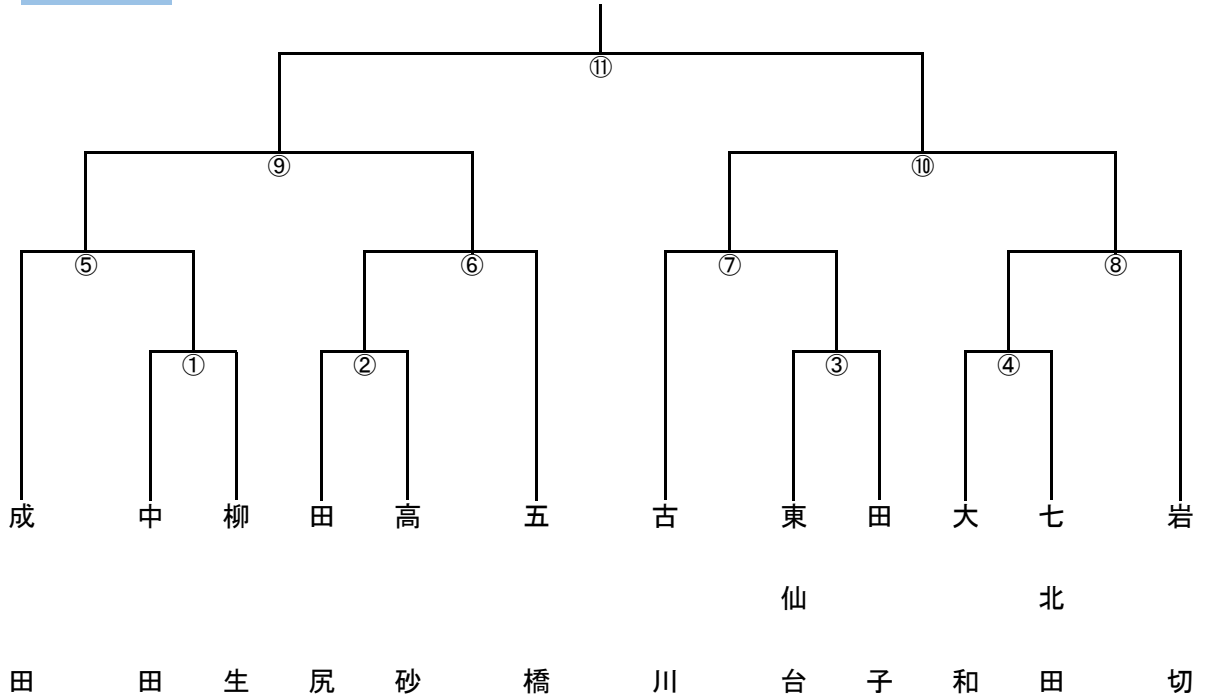 ⑪
⑨
⑩
⑤
⑥
⑦
⑧
①
②
③
④
成田
中田
柳生
田尻
高砂
五橋
古川
東仙台
田子
大和
七北田
岩切